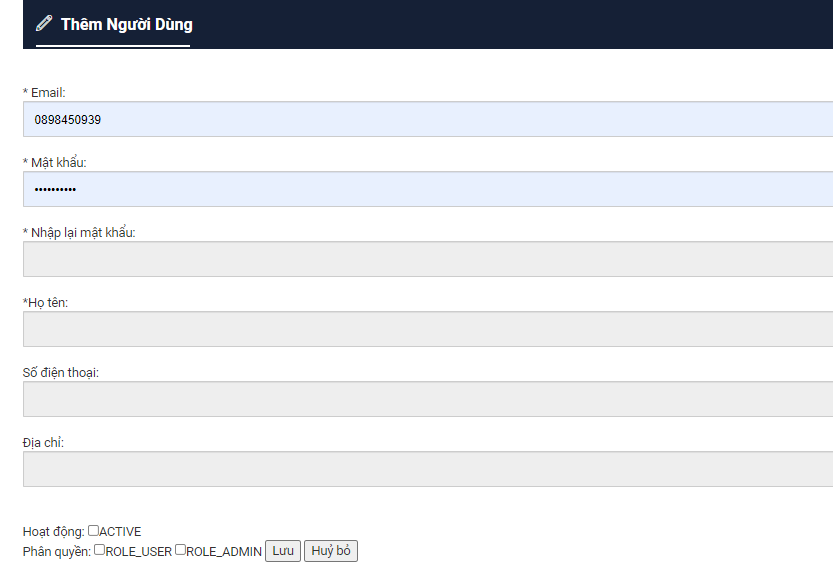 Thêm Người Dùng
* Email:
0898450939
* Mật khẩu:
••••••••••
* Nhập lại mật khẩu:
*Họ tên:
Số điện thoại:
Địa chỉ:
Hoạt động: ACTIVE
Phân quyền: ROLE_USER ROLE_ADMIN Lưu Huỷ bỏ